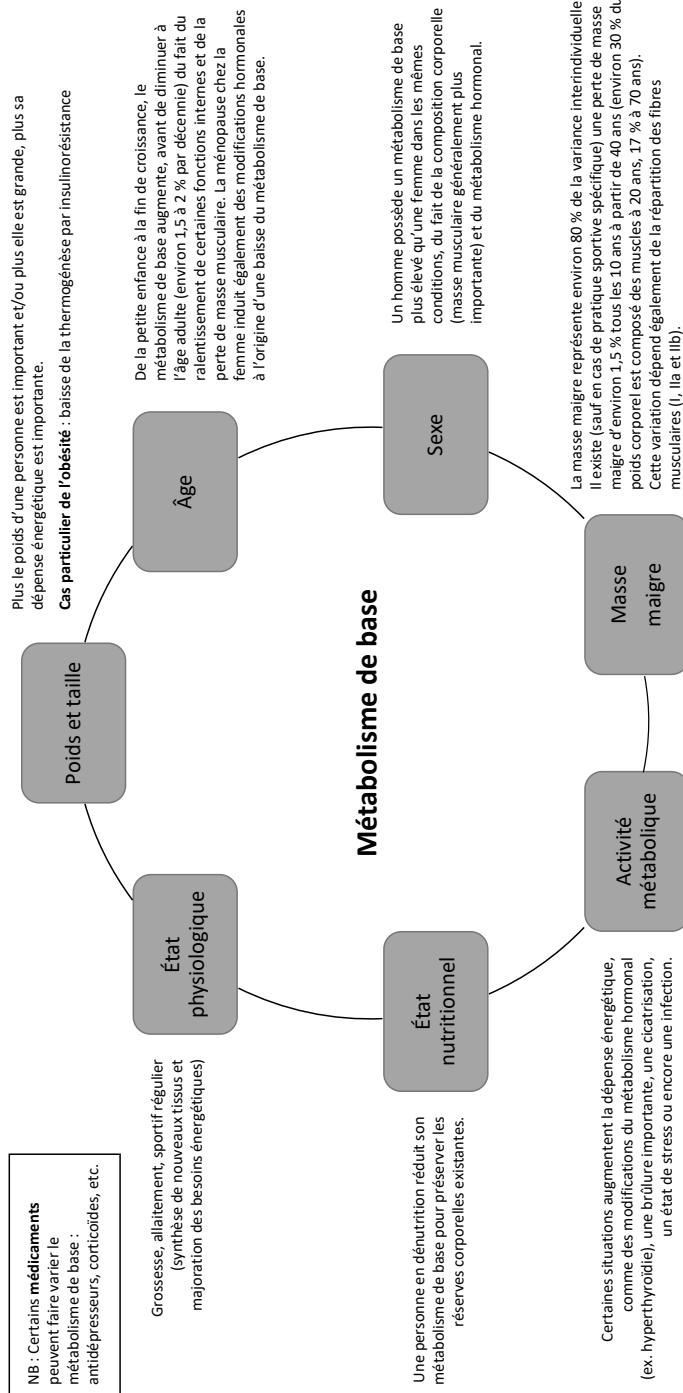 NB : Certains médicaments
peuvent faire varier le
métabolisme de base :
antidépresseurs, corticoïdes, etc.
Poids et taille
Plus le poids d'une personne est important et/ou plus elle est grande, plus sa
dépense énergétique est importante.
Cas particulier de l'obésité : baisse de la thermogénèse par insulinorésistance
Âge
De la petite enfance à la fin de croissance, le
métabolisme de base augmente, avant de diminuer à
l'âge adulte (environ 1,5 à 2 % par décennie) du fait du
ralentissement de certaines fonctions internes et de la
perte de masse musculaire. La ménopause chez la
femme induit également des modifications hormonales
à l'origine d'une baisse du métabolisme de base.
Sexe
Un homme possède un métabolisme de base
plus élevé qu'une femme dans les mêmes
conditions, du fait de la composition corporelle
(masse musculaire généralement plus
importante) et du métabolisme hormonal.
Masse
maigre
La masse maigre représente environ 80 % de la variance interindividuelle
Il existe (sauf en cas de pratique sportive spécifique) une perte de masse
maigre d'environ 1,5 % tous les 10 ans à partir de 40 ans (environ 30 % du
poids corporel est composé des muscles à 20 ans, 17 % à 70 ans).
Cette variation dépend également de la répartition des fibres
musculaires (I, IIa et IIb).
Activité
métabolique
Certaines situations augmentent la dépense énergétique,
comme des modifications du métabolisme hormonal
(ex. hyperthyroïdie), une brûlure importante, une cicatrisation,
un état de stress ou encore une infection.
État
nutritionnel
Une personne en dénutrition réduit son
métabolisme de base pour préserver les
réserves corporelles existantes.
État
physiologique
Grossesse, allaitement, sportif régulier
(synthèse de nouveaux tissus et
majoration des besoins énergétiques)
Métabolisme de base